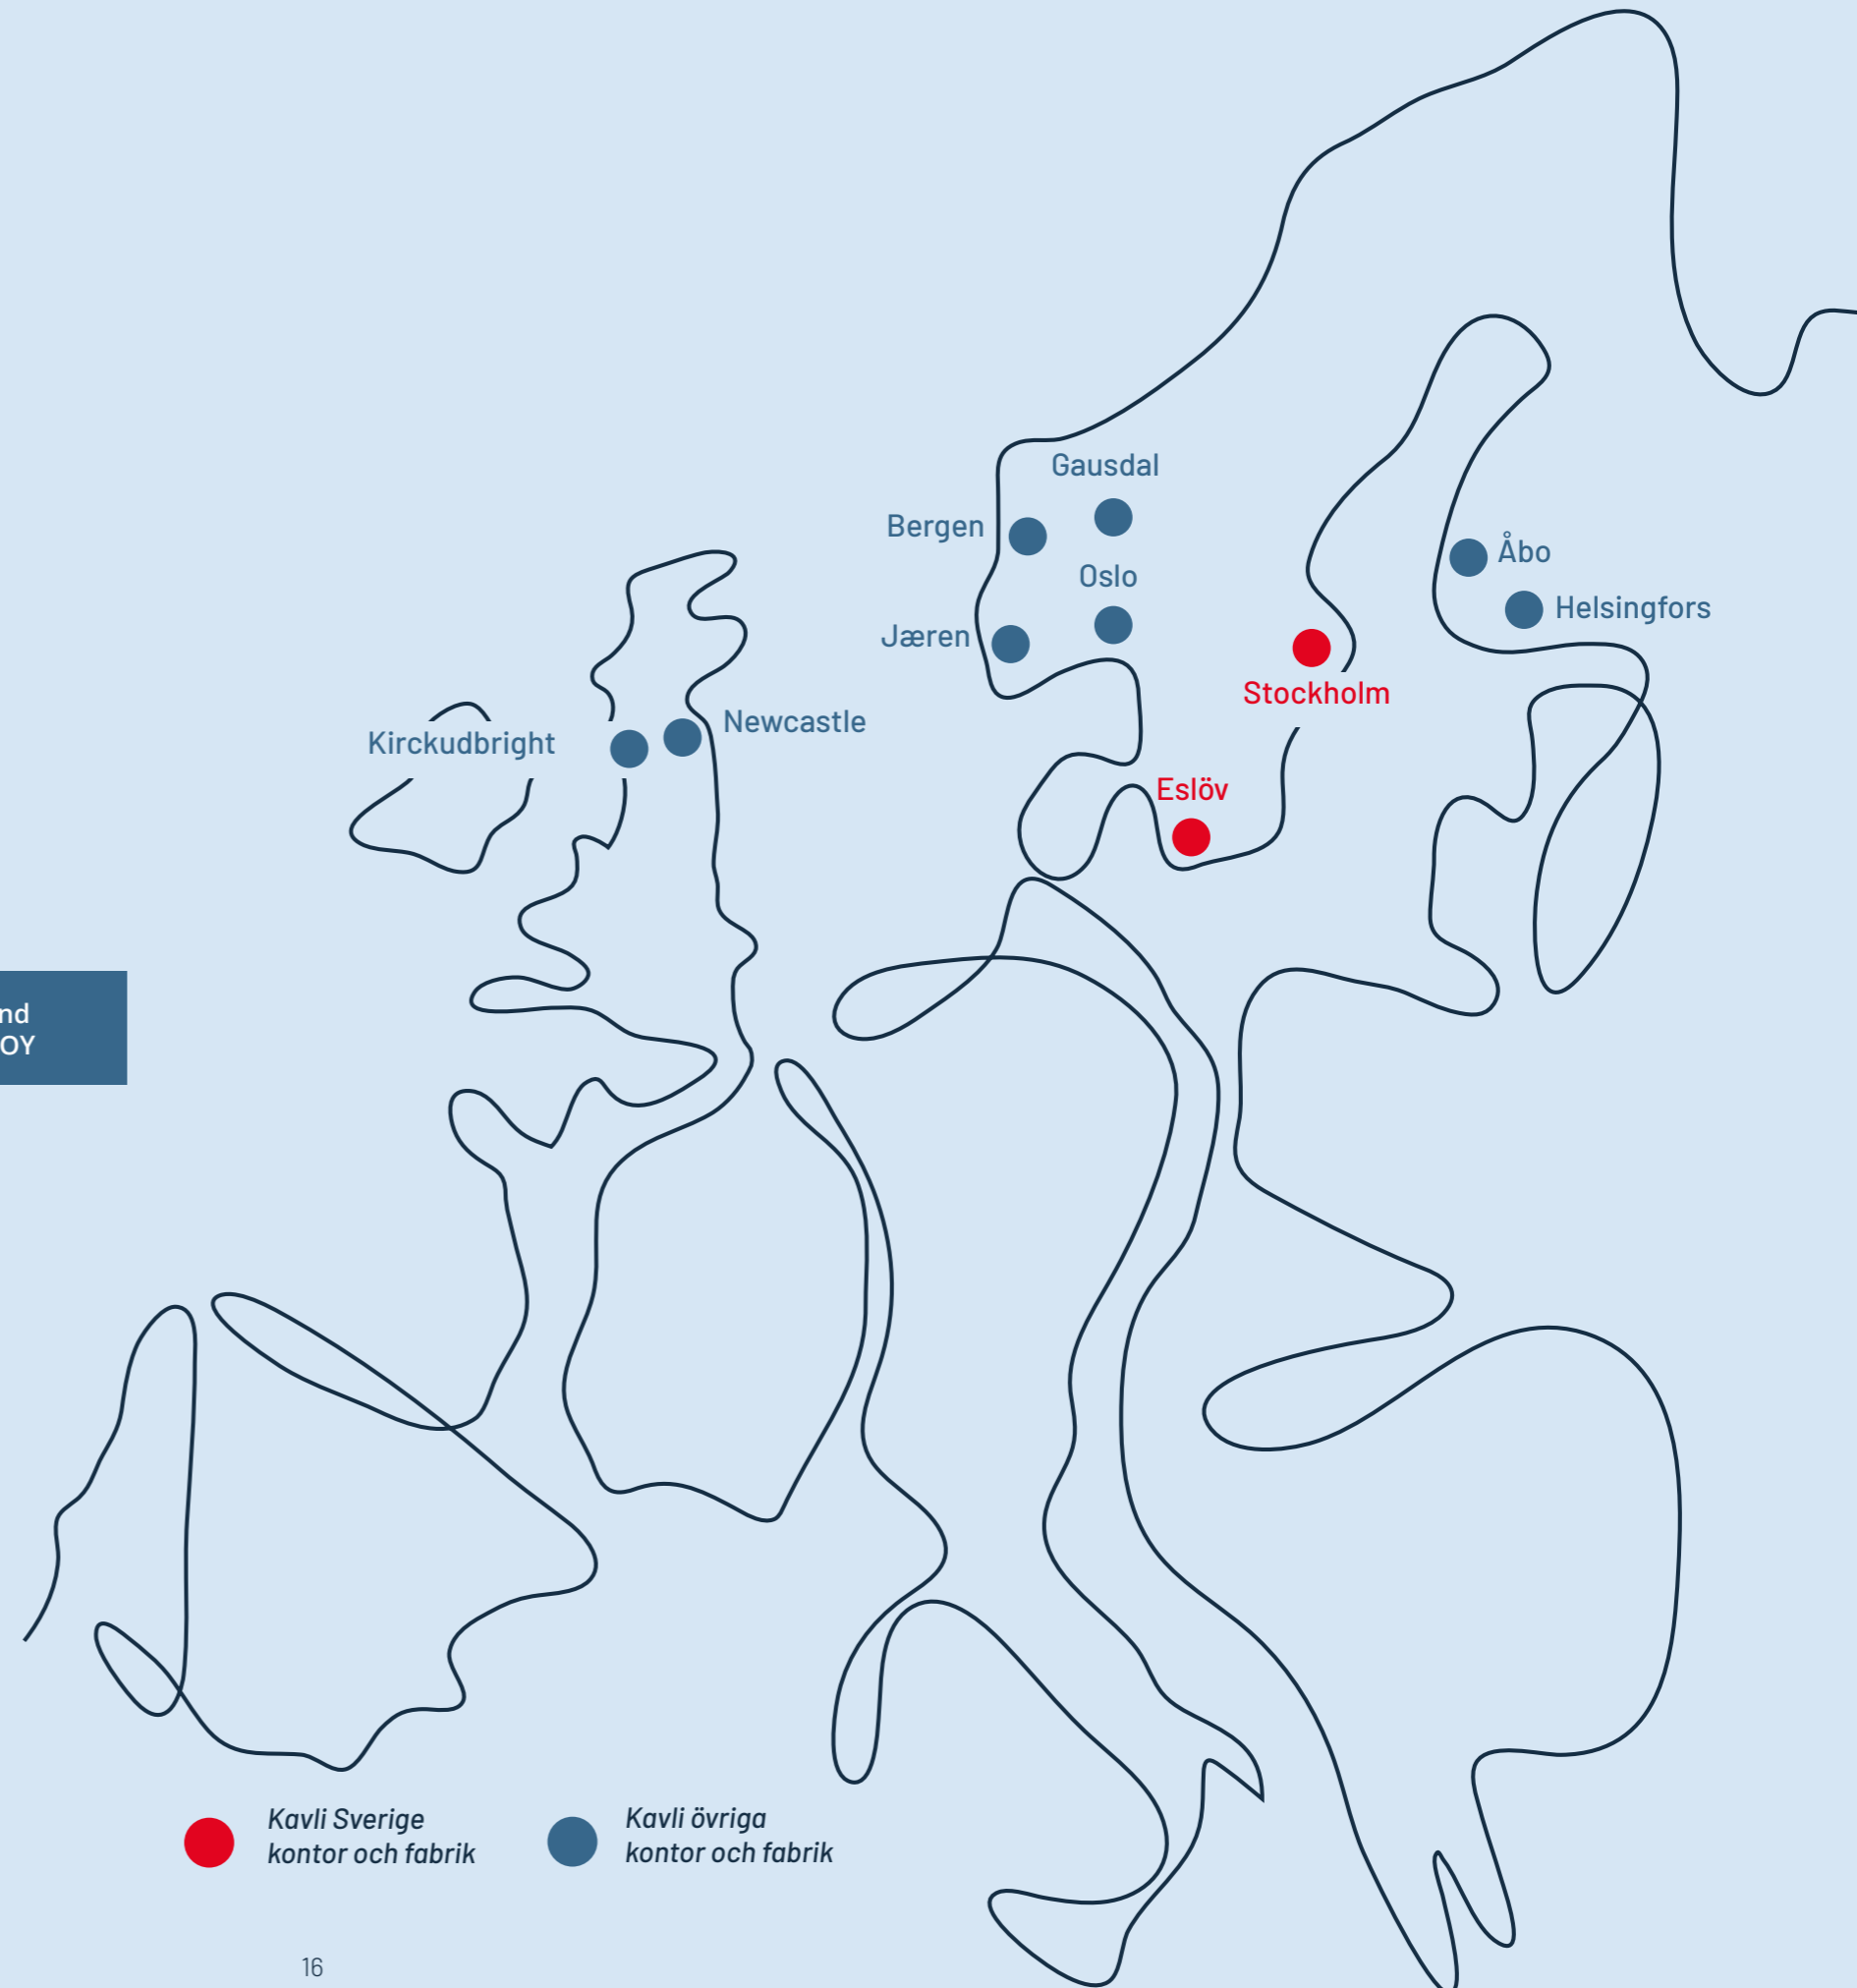 Gausdal
Bergen
Åbo
Oslo
Helsingfors
Jæren
Stockholm
Newcastle
Kirckudbright
Eslöv
nd
OY
Kavli Sverige
kontor och fabrik
Kavli övriga
kontor och fabrik
16